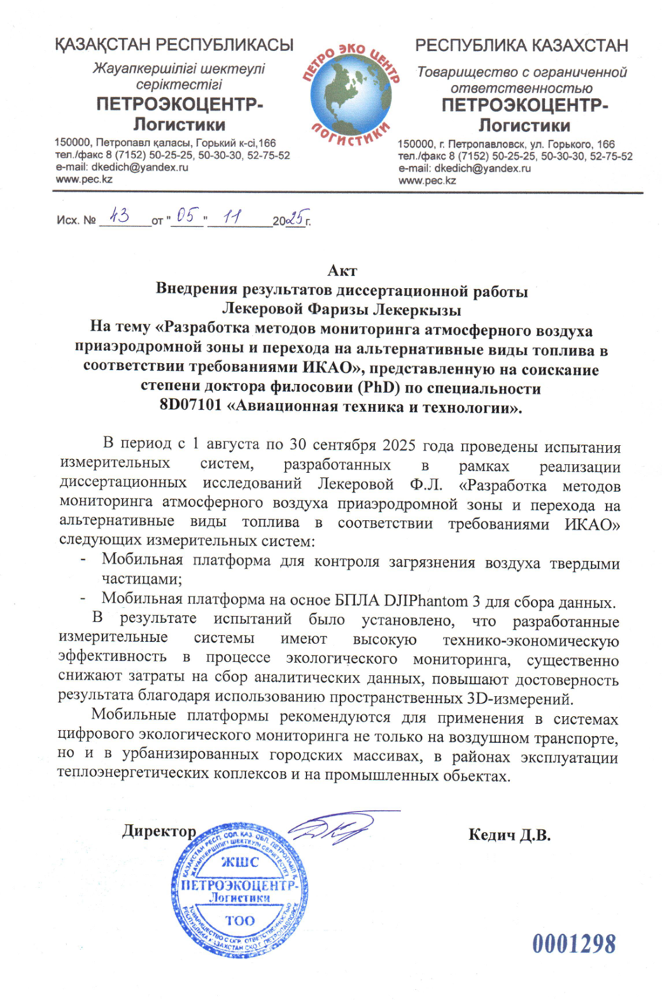 ҚАЗАҚСТАН РЕСПУБЛИКАСЫ
Жауапкершілігі шектеулі
серіктестігі
ПЕТРОЭКОЦЕНТР-
Логистики
150000, Петропавл қаласы, Горький к-сі,166
тел./факс 8 (7152) 50-25-25, 50-30-30, 52-75-52
e-mail: dkedich@yandex.ru
www.pec.kz
ПЕТРО ЭКО ЦЕНТР
ЛОГИСТИКИ
РЕСПУБЛИКА КАЗАХСТАН
Товарищество с ограниченной
ответственностью
ПЕТРОЭКОЦЕНТР-
Логистики
150000, г. Петропавловск, ул. Горького, 166
тел./факс 8 (7152) 50-25-25, 50-30-30, 52-75-52
e-mail: dkedich@yandex.ru
www.pec.kz
Исх. № 43 от "05" 11 2025г.
Акт
Внедрения результатов диссертационной работы
Лекеровой Фаризы Лекеркызы
На тему «Разработка методов мониторинга атмосферного воздуха
приаэродромной зоны и перехода на альтернативные виды топлива в
соответствии требованиями ИКАО», представленную на соискание
степени доктора филосовии (PhD) по специальности
8D07101 «Авиационная техника и технологии».
В период с 1 августа по 30 сентября 2025 года проведены испытания
измерительных систем, разработанных в рамках реализации
диссертационных исследований Лекеровой Ф.Л. «Разработка методов
мониторинга атмосферного воздуха приаэродромной зоны и перехода на
альтернативные виды топлива в соответствии требованиями ИКАО»
следующих измерительных систем:
- Мобильная платформа для контроля загрязнения воздуха твердыми
частицами;
- Мобильная платформа на осное БПЛА DJIPhantom 3 для сбора данных.
В результате испытаний было установлено, что разработанные
измерительные системы имеют высокую технико-экономическую
эффективность в процессе экологического мониторинга, существенно
снижают затраты на сбор аналитических данных, повышают достоверность
результата благодаря использованию пространственных 3D-измерений.
Мобильные платформы рекомендуются для применения в системах
цифрового экологического мониторинга не только на воздушном транспорте,
но и в урбанизированных городских массивах, в районах эксплуатации
теплоэнергетических коплексов и на промышленных обьектах.
Директор
Кедич Д.В.
ЖШС
ПЕТРОЭКОЦЕНТР-
Логистики
ТОО
0001298